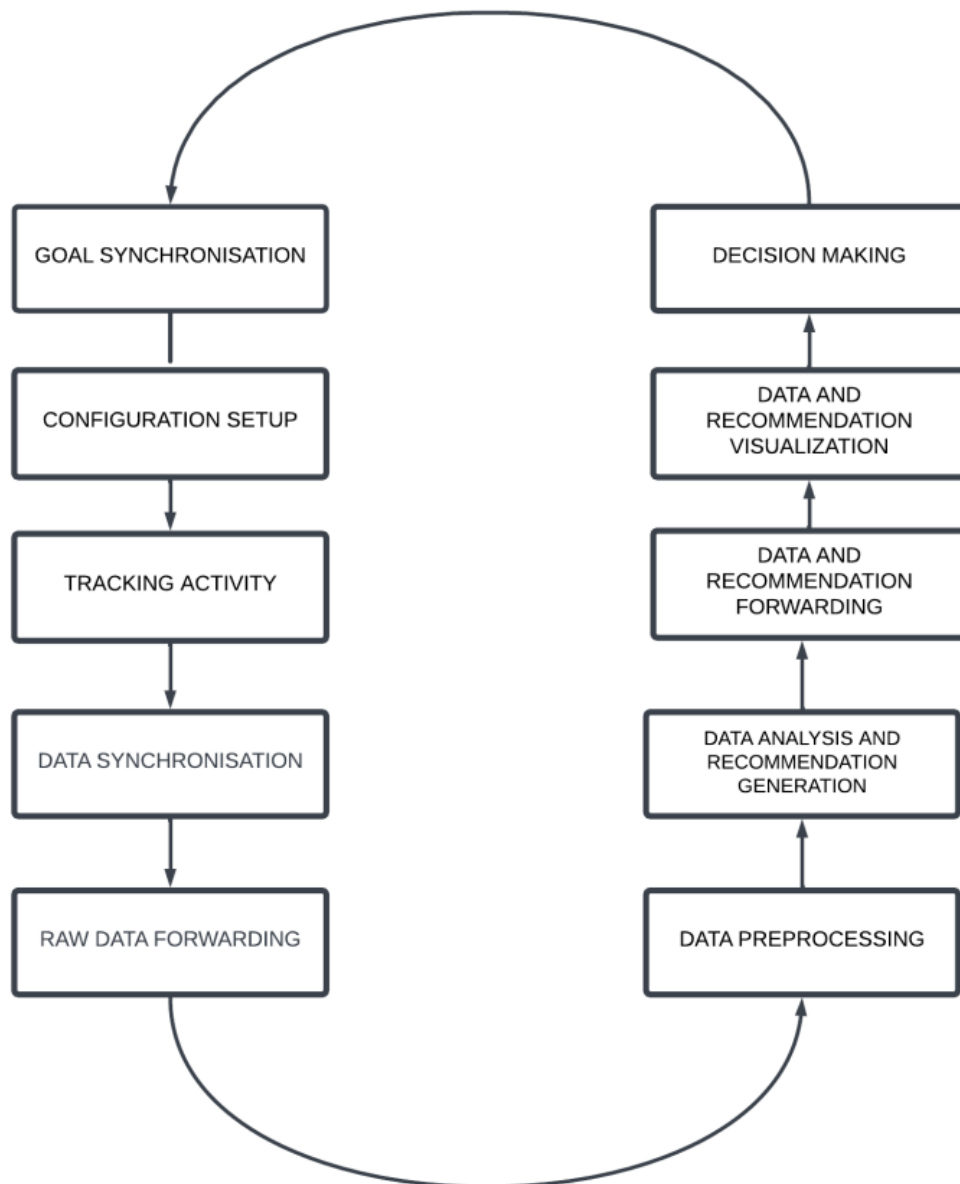 GOAL SYNCHRONISATION
CONFIGURATION SETUP
TRACKING ACTIVITY
DATA SYNCHRONISATION
RAW DATA FORWARDING
DECISION MAKING
DATA AND
RECOMMENDATION
VISUALIZATION
DATA AND
RECOMMENDATION
FORWARDING
DATA ANALYSIS AND
RECOMMENDATION
GENERATION
DATA PREPROCESSING